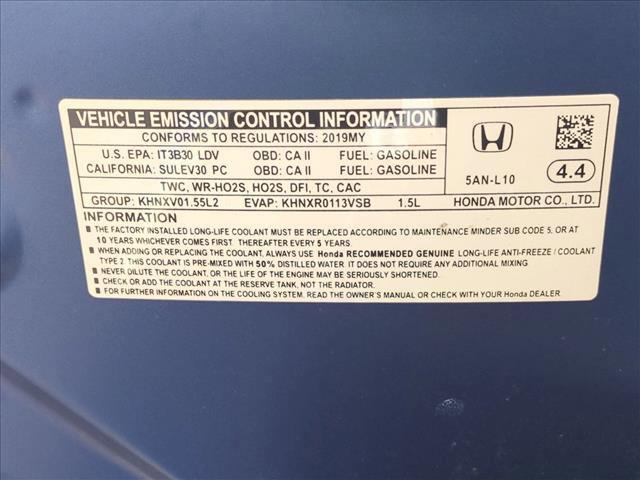 VEHICLE EMISSION CONTROL INFORMATION
CONFORMS TO REGULATIONS: 2019MY
U.S. EPA: IT3B30 LDV OBD: CA II FUEL: GASOLINE
CALIFORNIA: SULEV30 PC OBD: CA II FUEL: GASOLINE
5AN-L10 4.4
TWC, WR-HO2S, HO2S, DFI, TC, CAC
GROUP: KHNXV01.55L2 EVAP: KHNXR0113VSB 1.5L HONDA MOTOR CO., LTD.
INFORMATION
■ THE FACTORY INSTALLED LONG-LIFE COOLANT MUST BE REPLACED ACCORDING TO MAINTENANCE MINDER SUB CODE 5, OR AT
10 YEARS WHICHEVER COMES FIRST. THEREAFTER EVERY 5 YEARS.
■ WHEN ADDING OR REPLACING THE COOLANT, ALWAYS USE Honda RECOMMENDED GENUINE LONG-LIFE ANTI-FREEZE / COOLANT
TYPE 2. THIS COOLANT IS PRE-MIXED WITH 50% DISTILLED WATER. IT DOES NOT REQUIRE ANY ADDITIONAL MIXING.
■ NEVER DILUTE THE COOLANT, OR THE LIFE OF THE ENGINE MAY BE SERIOUSLY SHORTENED.
■ CHECK OR ADD THE COOLANT AT THE RESERVE TANK, NOT THE RADIATOR.
■ FOR FURTHER INFORMATION ON THE COOLING SYSTEM, READ THE OWNER'S MANUAL OR CHECK WITH YOUR Honda DEALER.